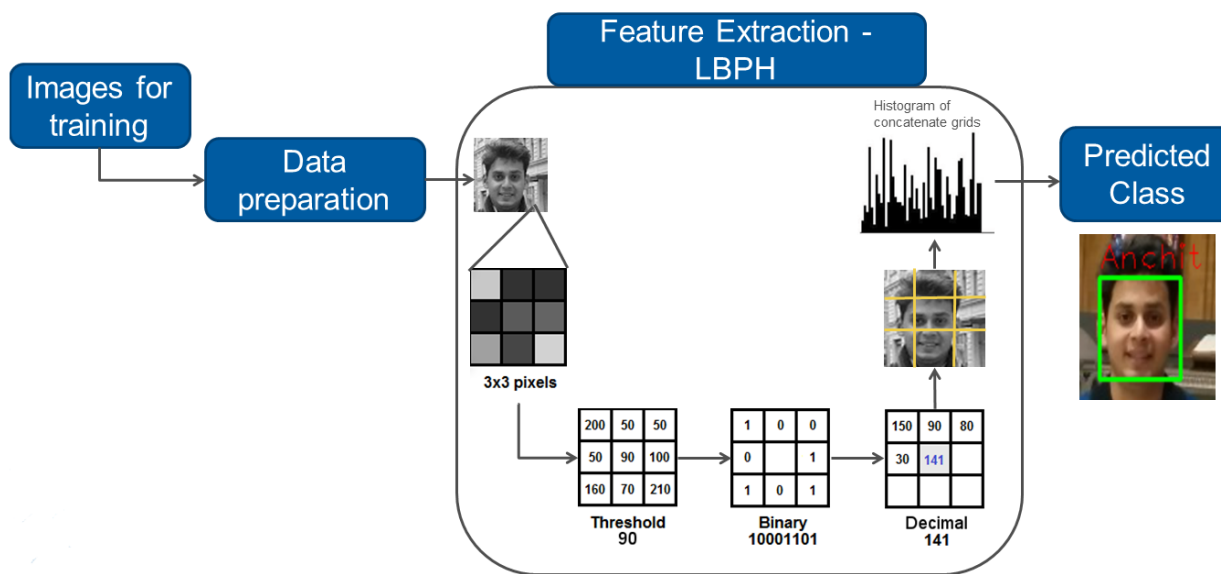 Feature Extraction -
LBPH
Images for
training
Data
preparation
Histogram of
concatenate grids
Predicted
Class
Anchit
3x3 pixels
200 50 50
50 90 100
160 70 210
Threshold
90
1 0 0
0 1
1 0 1
Binary
10001101
150 90 80
30 141
Decimal
141